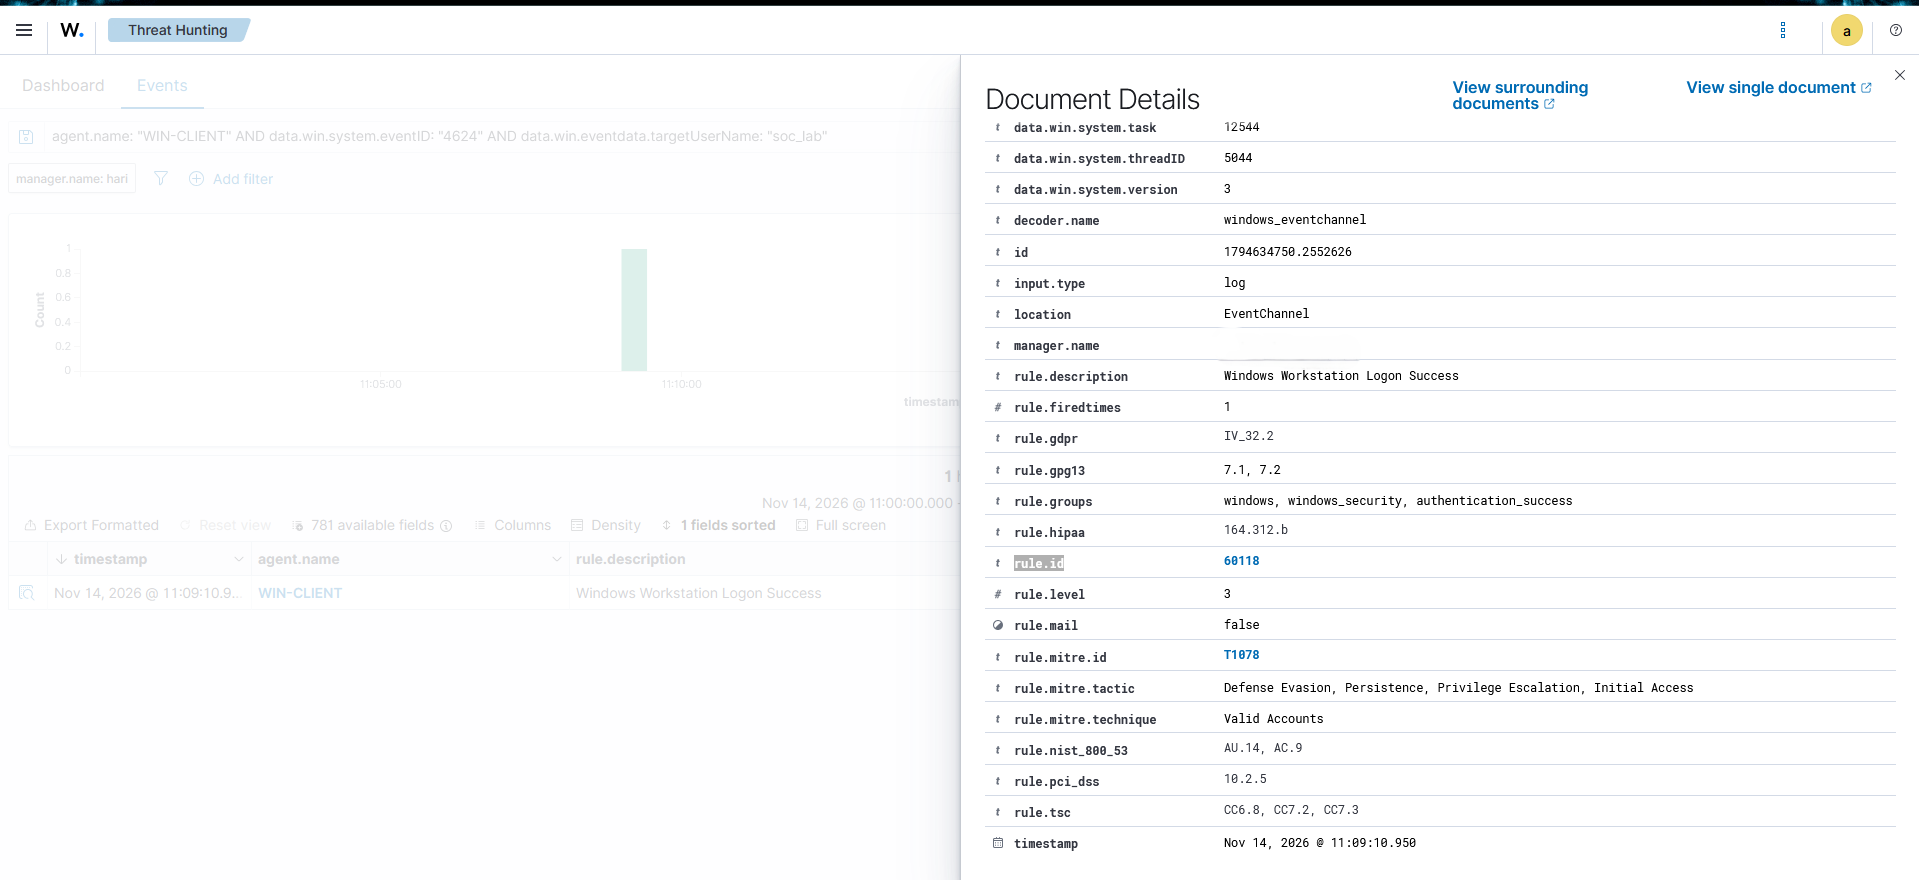 W.
Threat Hunting
a
Dashboard
Events
agent.name: "WIN-CLIENT" AND data.win.system.eventID: "4624" AND data.win.eventdata.targetUserName: "soc_lab"
manager.name: hari
Add filter
Count
1
0.8
0.6
0.4
0.2
0
11:05:00
11:10:00
timestam
1 h
Nov 14, 2026 @ 11:00:00.000 -
Export Formatted
Reset view
781 available fields
Columns
Density
1 fields sorted
Full screen
timestamp
agent.name
rule.description
Nov 14, 2026 @ 11:09:10.9...
WIN-CLIENT
Windows Workstation Logon Success
Document Details
View surrounding
documents
View single document
t data.win.system.task 12544
t data.win.system.threadID 5044
t data.win.system.version 3
t decoder.name windows_eventchannel
t id 1794634750.2552626
t input.type log
t location EventChannel
t manager.name
t rule.description Windows Workstation Logon Success
# rule.firedtimes 1
t rule.gdpr IV_32.2
t rule.gpg13 7.1, 7.2
t rule.groups windows, windows_security, authentication_success
t rule.hipaa 164.312.b
t rule.id 60118
# rule.level 3
rule.mail false
t rule.mitre.id T1078
t rule.mitre.tactic Defense Evasion, Persistence, Privilege Escalation, Initial Access
t rule.mitre.technique Valid Accounts
t rule.nist_800_53 AU.14, AC.9
t rule.pci_dss 10.2.5
t rule.tsc CC6.8, CC7.2, CC7.3
timestamp Nov 14, 2026 @ 11:09:10.950